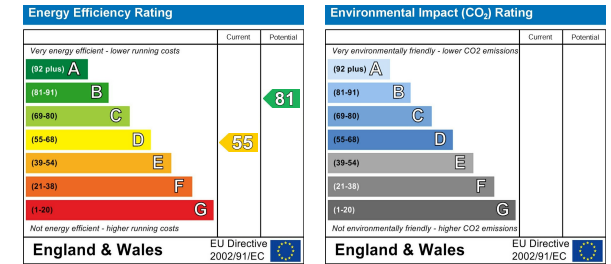 Energy Efficiency Rating
Current Potential
Very energy efficient - lower running costs
(92 plus) A
(81-91) B
81
(69-80) C
(55-68) D
55
(39-54) E
(21-38) F
(1-20) G
Not energy efficient - higher running costs
England & Wales
EU Directive
2002/91/EC
Environmental Impact (CO₂) Rating
Current Potential
Very environmentally friendly - lower CO2 emissions
(92 plus) A
(81-91) B
(69-80) C
(55-68) D
(39-54) E
(21-38) F
(1-20) G
Not environmentally friendly - higher CO2 emissions
England & Wales
EU Directive
2002/91/EC